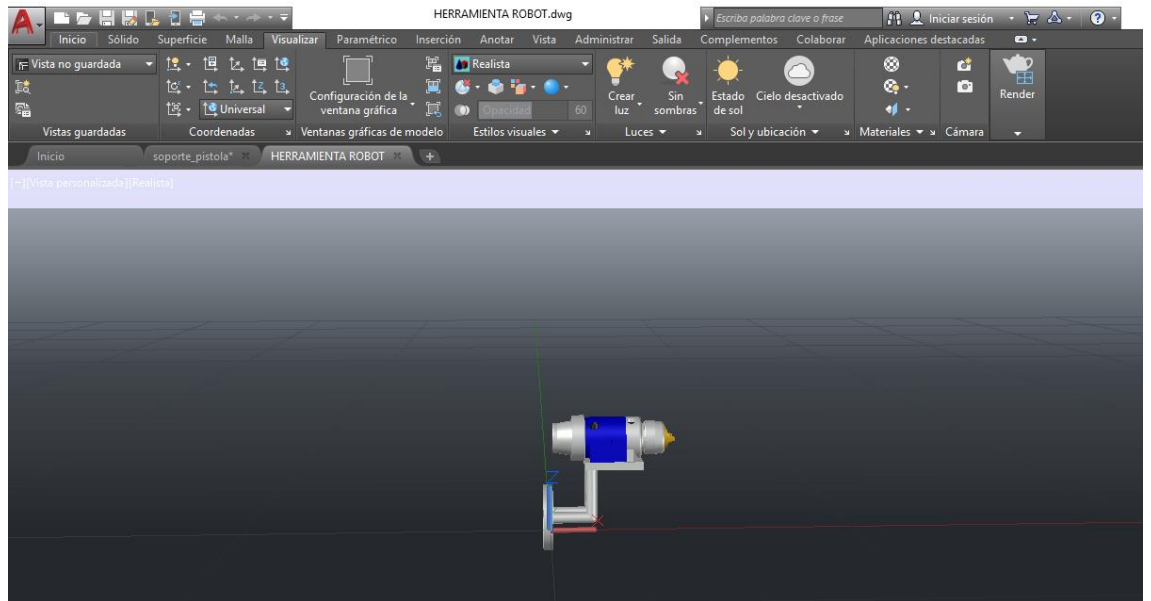 HERRAMIENTA ROBOT.dwg
Escriba palabra clave o frase
Iniciar sesión
Inicio Sólido Superficie Malla Visualizar Paramétrico Inserción Anotar Vista Administrar Salida Complementos Colaborar Aplicaciones destacadas
Vista no guardada
Universal
Configuración de la
ventana gráfica
Realista
Opacidad 60
Crear
luz
Sin
sombras
Estado
de sol
Cielo desactivado
Render
Vistas guardadas Coordenadas Ventanas gráficas de modelo Estilos visuales Luces Sol y ubicación Materiales Cámara
Inicio soporte_pistola* HERRAMIENTA ROBOT
[−][Vista personalizada][Realista]
Z
X